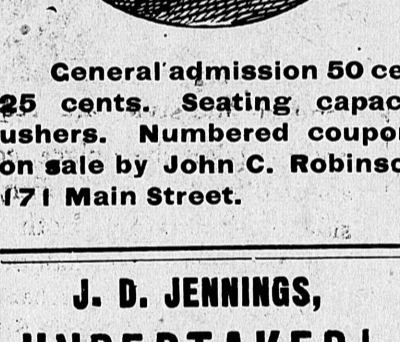 General admission 50 ce
25 cents. Seating capac
ushers. Numbered coupo
on sale by John C. Robinso
171 Main Street.
J. D. JENNINGS,
UNDERTAKER!